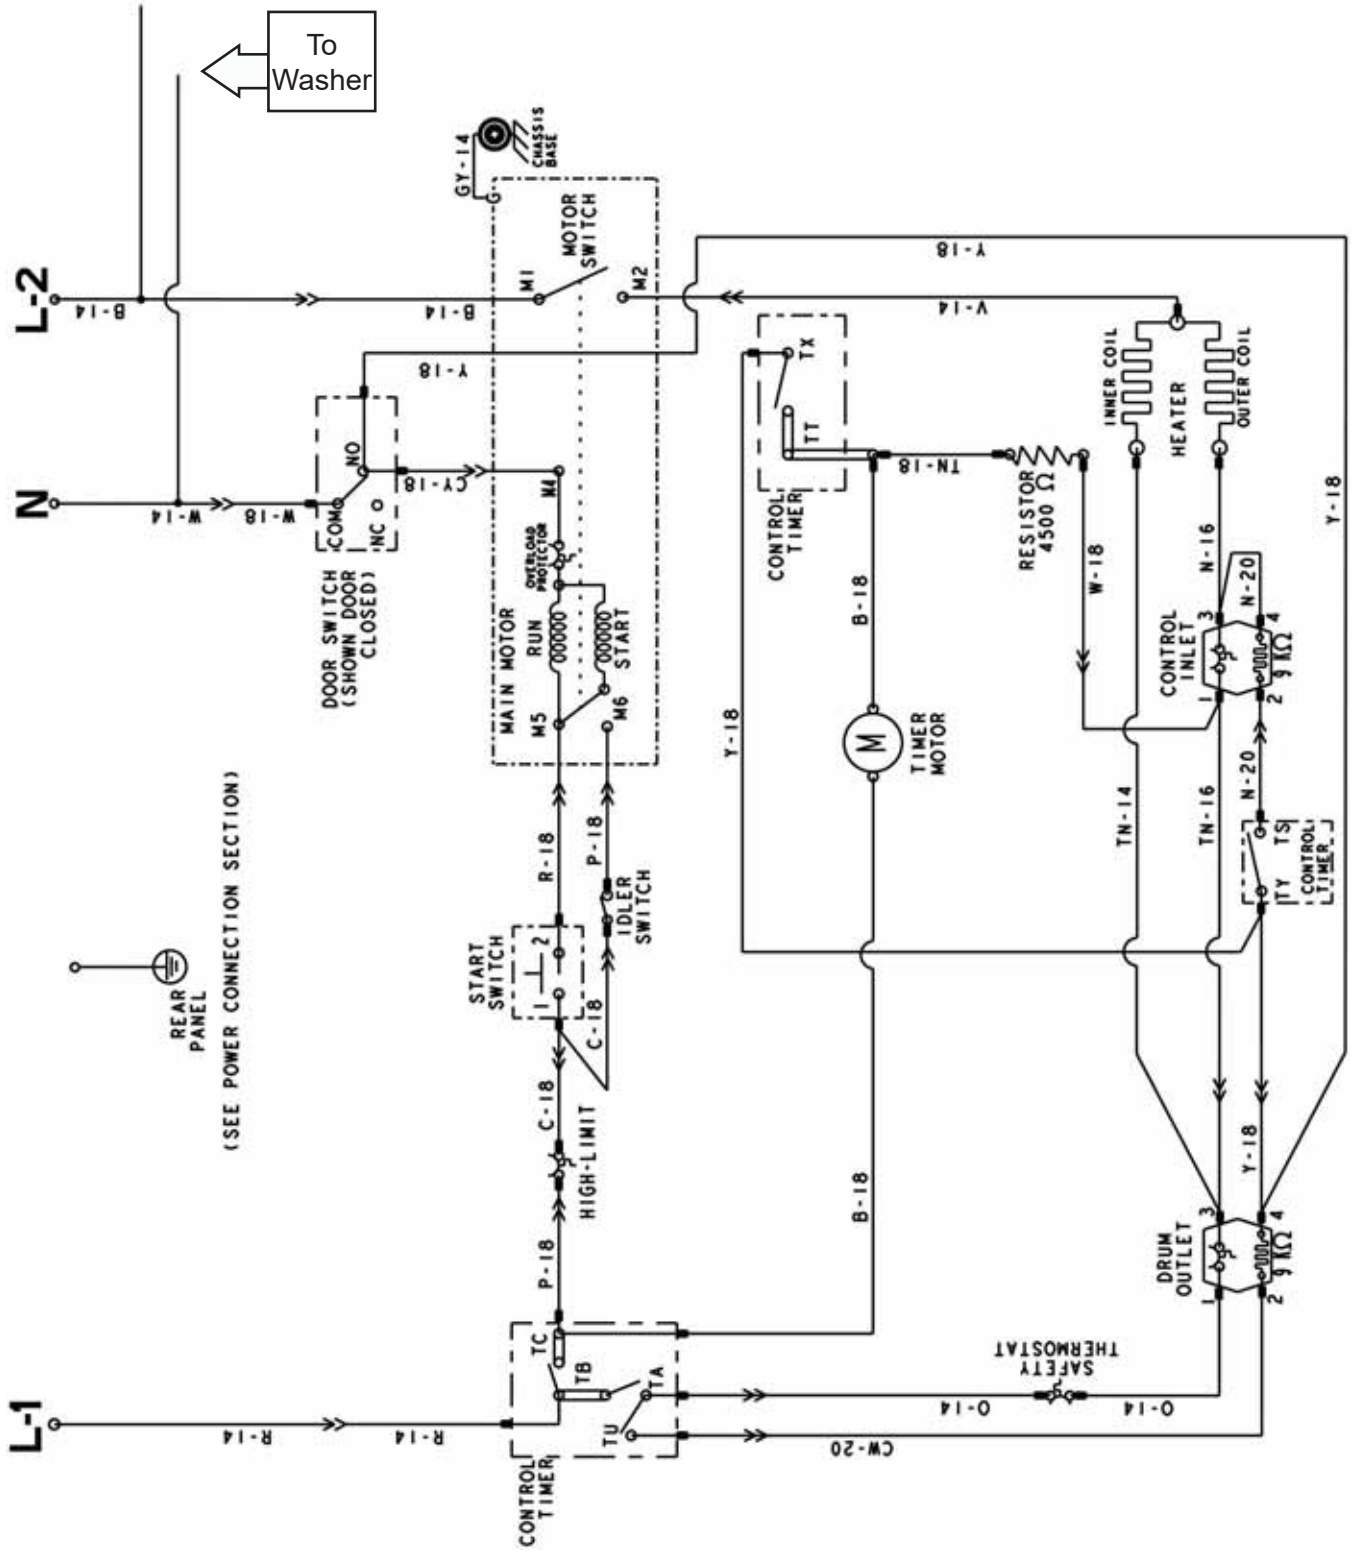 To
Washer
L-2
B-14
B-14
N
W-14
W-18
GY-14
G
CHASSIS
BASE
MOTOR
SWITCH
M1
M2
Y-18
V-14
Y-18
NO
COM
NC
CY-18
M4
OVERLOAD
PROTECTOR
DOOR SWITCH
(SHOWN DOOR
CLOSED)
MAIN MOTOR
RUN
START
M5
M6
TX
TT
CONTROL
TIMER
TN-18
RESISTOR
4500 Ω
INNER COIL
HEATER
OUTER COIL
Y-18
W-18
N-16
N-20
B-18
Y-18
CONTROL
INLET
3
4
1
2
9 KΩ
TIMER
MOTOR
M
TN-14
TN-16
N-20
TS
TY
CONTROL
TIMER
R-18
P-18
IDLER
SWITCH
START
SWITCH
2
1
C-18
C-18
HIGH-LIMIT
P-18
REAR
PANEL
(SEE POWER CONNECTION SECTION)
B-18
Y-18
DRUM
OUTLET
3
4
1
2
9 KΩ
SAFETY
THERMOSTAT
O-14
O-14
CW-20
L-1
R-14
R-14
TC
TB
TA
TU
CONTROL
TIMER